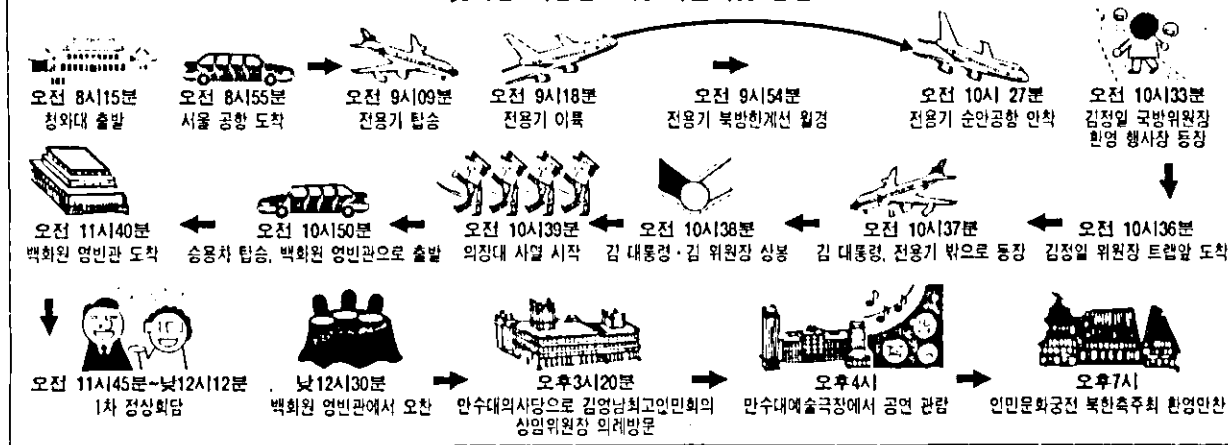 오전 8시15분
청와대 출발
오전 8시55분
서울 공항 도착
오전 9시09분
전용기 탑승
오전 9시18분
전용기 이륙
오전 9시54분
전용기 북방한계선 월경
오전 10시 27분
전용기 순안공항 안착
오전 10시33분
김정일 국방위원장
환영 행사장 등장
오전 10시36분
김정일 위원장 트랩앞 도착
오전 10시37분
김 대통령, 전용기 밖으로 등장
오전 10시38분
김 대통령·김 위원장 상봉
오전 10시39분
의장대 사열 시작
오전 10시50분
승용차 탑승, 백화원 영빈관으로 출발
오전 11시40분
백화원 영빈관 도착
오전 11시45분~낮12시12분
1차 정상회담
낮12시30분
백화원 영빈관에서 오찬
오후3시20분
만수대의사당으로 김영남최고인민회의
상임위원장 의례방문
오후4시
만수대예술극장에서 공연 관람
오후7시
인민문화궁전 북한측주최 환영만찬